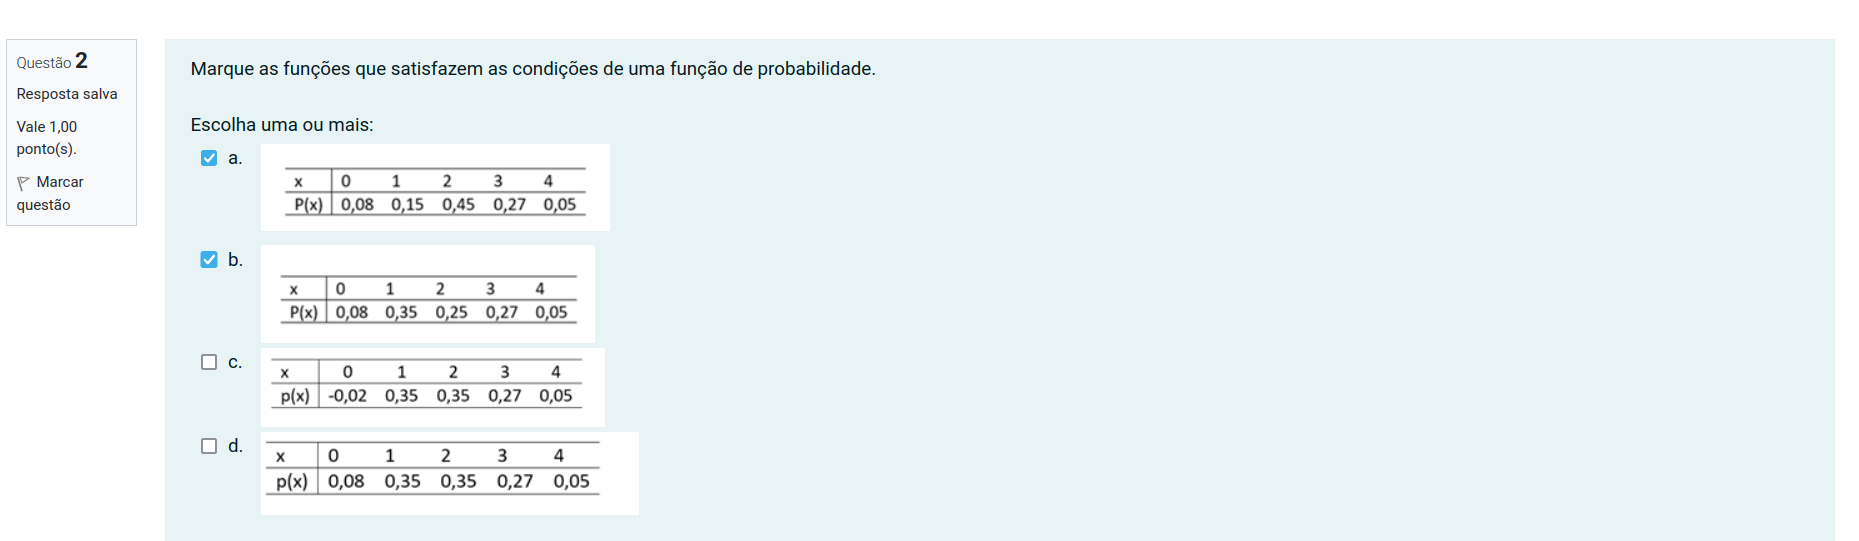 Questão 2
Resposta salva
Vale 1,00
ponto(s).
Marcar
questão
Marque as funções que satisfazem as condições de uma função de probabilidade.
Escolha uma ou mais:
a.
x 0 1 2 3 4
P(x) 0,08 0,15 0,45 0,27 0,05
b.
x 0 1 2 3 4
P(x) 0,08 0,35 0,25 0,27 0,05
c.
x 0 1 2 3 4
p(x) -0,02 0,35 0,35 0,27 0,05
d.
x 0 1 2 3 4
p(x) 0,08 0,35 0,35 0,27 0,05